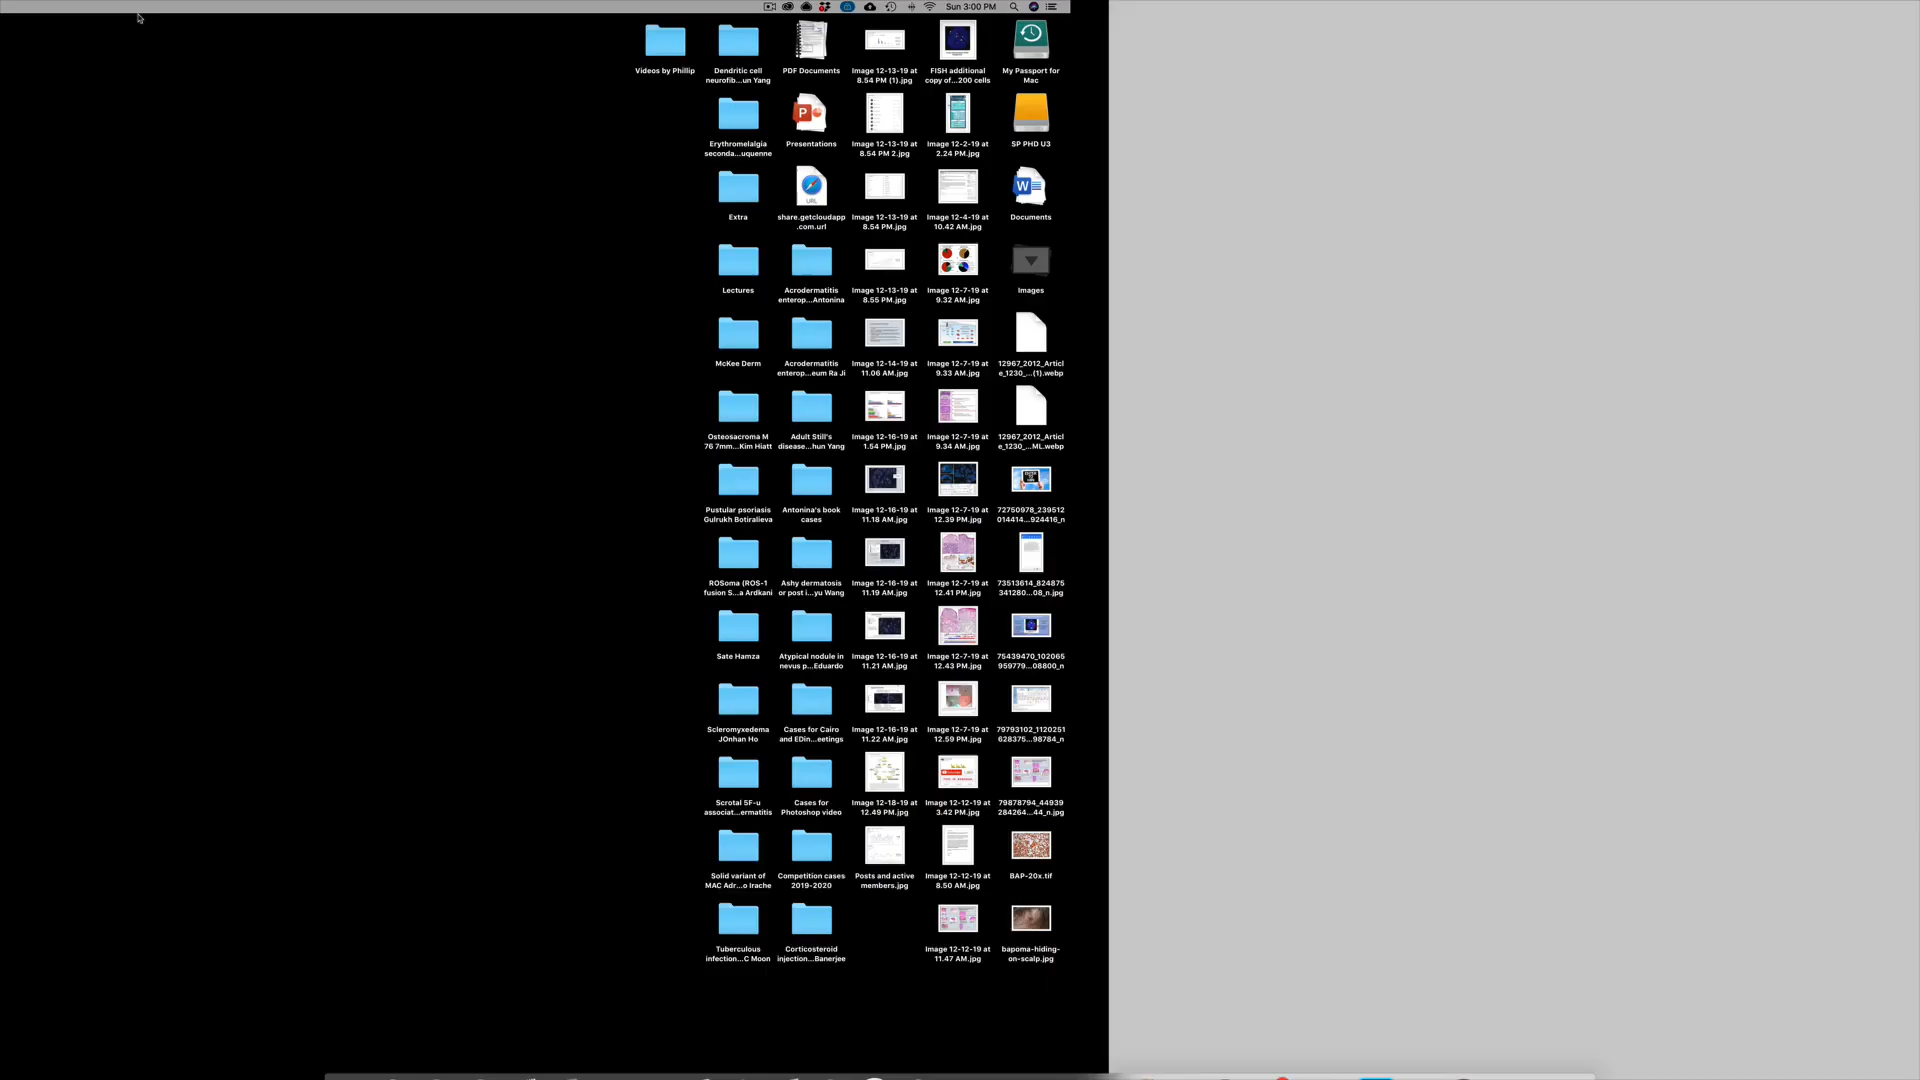 Sun 3:00 PM
Videos by Phillip
Dendritic cell
neurofib...un Yang
PDF Documents
Image 12-13-19 at
8.54 PM (1).jpg
FISH additional
copy of...200 cells
My Passport for
Mac
Erythromelalgia
seconda...uquenne
Presentations
Image 12-13-19 at
8.54 PM 2.jpg
Image 12-2-19 at
2.24 PM.jpg
SP PHD U3
Extra
URL
share.getcloudapp
.com.url
Image 12-13-19 at
8.54 PM.jpg
Image 12-4-19 at
10.42 AM.jpg
Documents
Lectures
Acrodermatitis
enterop...Antonina
Image 12-13-19 at
8.55 PM.jpg
Image 12-7-19 at
9.32 AM.jpg
Images
McKee Derm
Acrodermatitis
enterop...eum Ra Ji
Image 12-14-19 at
11.06 AM.jpg
Image 12-7-19 at
9.33 AM.jpg
12967_2012_Articl
e_1230_...(1).webp
Osteosacroma M
76 7mm...Kim Hiatt
Adult Still's
disease...hun Yang
Image 12-16-19 at
1.54 PM.jpg
Image 12-7-19 at
9.34 AM.jpg
12967_2012_Articl
e_1230_...ML.webp
Pustular psoriasis
Gulrukh Botiralieva
Antonina's book
cases
Image 12-16-19 at
11.18 AM.jpg
Image 12-7-19 at
12.39 PM.jpg
72750978_239512
014414...924416_n
ROSoma (ROS-1
fusion S...a Ardkani
Ashy dermatosis
or post i...yu Wang
Image 12-16-19 at
11.19 AM.jpg
Image 12-7-19 at
12.41 PM.jpg
73513614_824875
341280...08_n.jpg
Sate Hamza
Atypical nodule in
nevus p...Eduardo
Image 12-16-19 at
11.21 AM.jpg
Image 12-7-19 at
12.43 PM.jpg
75439470_102065
959779...08800_n
Scleromyxedema
JOnhan Ho
Cases for Cairo
and EDin...eetings
Image 12-16-19 at
11.22 AM.jpg
Image 12-7-19 at
12.59 PM.jpg
79793102_1120251
628375...98784_n
Scrotal 5F-u
associat...ermatitis
Cases for
Photoshop video
Image 12-18-19 at
12.49 PM.jpg
Image 12-12-19 at
3.42 PM.jpg
79878794_44939
284264...44_n.jpg
Solid variant of
MAC Adr...o Irache
Competition cases
2019-2020
Posts and active
members.jpg
Image 12-12-19 at
8.50 AM.jpg
BAP-20x.tif
Tuberculous
infection...C Moon
Corticosteroid
injection...Banerjee
Image 12-12-19 at
11.47 AM.jpg
bapoma-hiding-
on-scalp.jpg